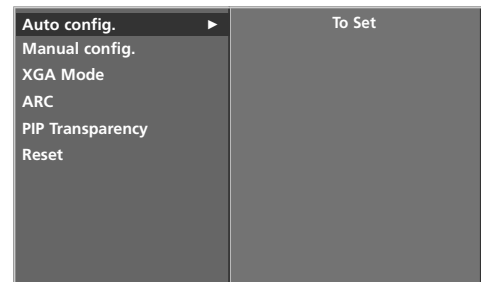 Auto config. ► To Set
Manual config.
XGA Mode
ARC
PIP Transparency
Reset